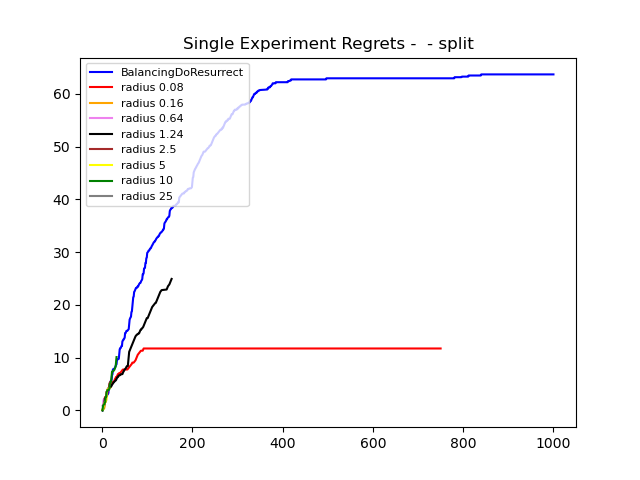 Single Experiment Regrets -  - split
BalancingDoResurrect
radius 0.08
radius 0.16
radius 0.64
radius 1.24
radius 2.5
radius 5
radius 10
radius 25
60
50
40
30
20
10
0
0 200 400 600 800 1000